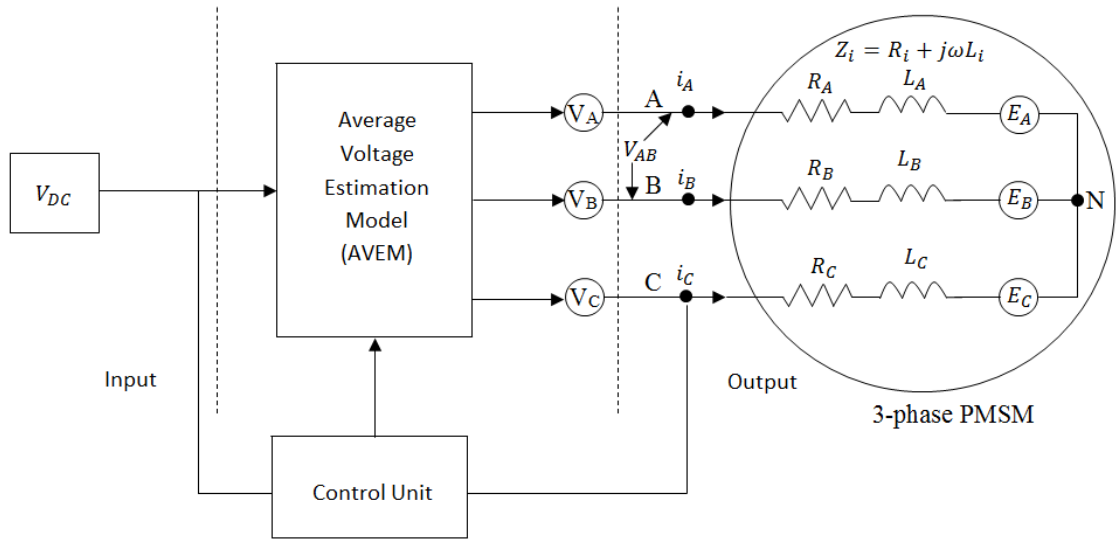 Z_i = R_i + jωL_i
R_A
L_A
E_A
V_A
A
i_A
Average
Voltage
Estimation
Model
(AVEM)
V_DC
V_AB
V_B
B
i_B
R_B
L_B
E_B
N
V_C
C
i_C
R_C
L_C
E_C
Input
Output
3-phase PMSM
Control Unit